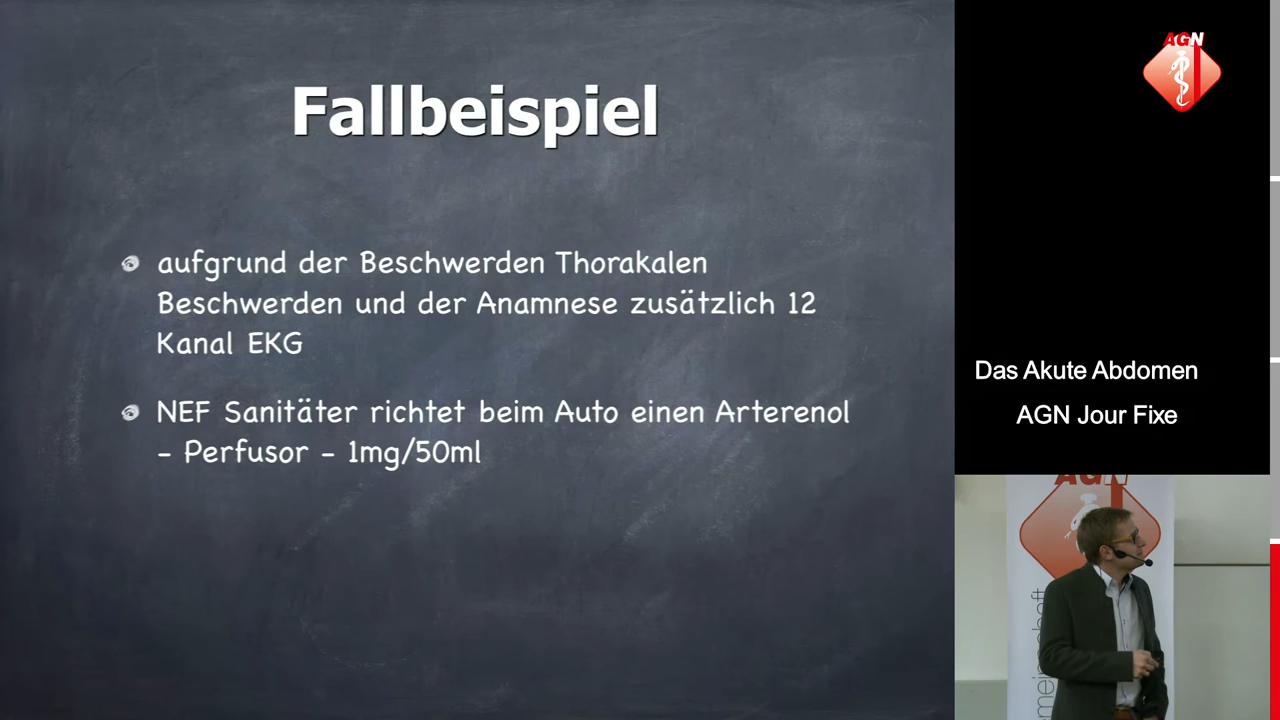 Fallbeispiel
aufgrund der Beschwerden Thorakalen
Beschwerden und der Anamnese zusätzlich 12
Kanal EKG
NEF Sanitäter richtet beim Auto einen Arterenol
- Perfusor - 1mg/50ml
AGN
Das Akute Abdomen
AGN Jour Fixe
AGN